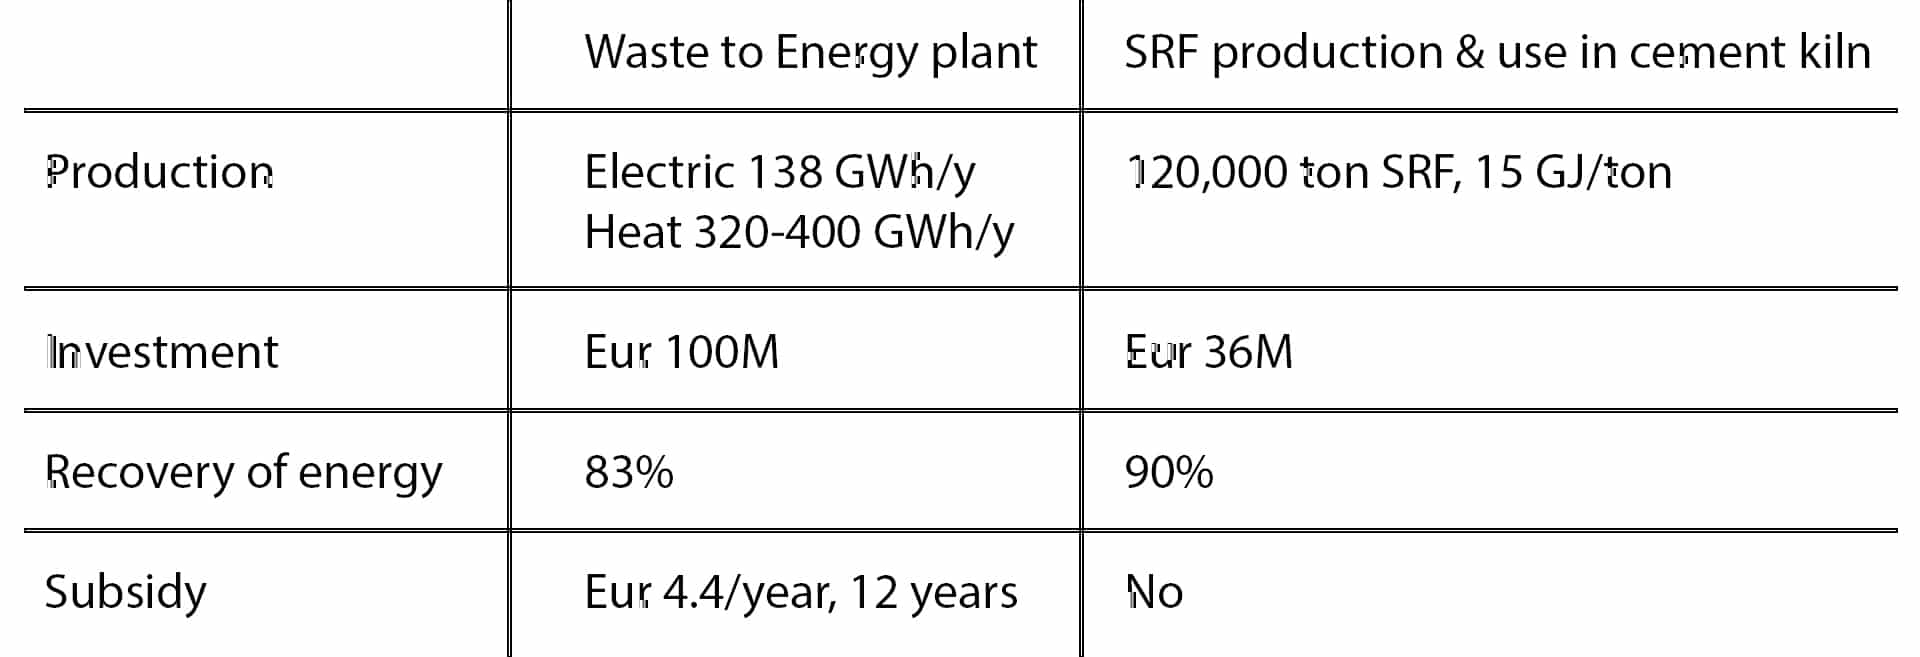 Waste to Energy plant SRF production & use in cement kiln
Production Electric 138 GWh/y 120,000 ton SRF, 15 GJ/ton
Heat 320-400 GWh/y
Investment Eur 100M Eur 36M
Recovery of energy 83% 90%
Subsidy Eur 4.4/year, 12 years No